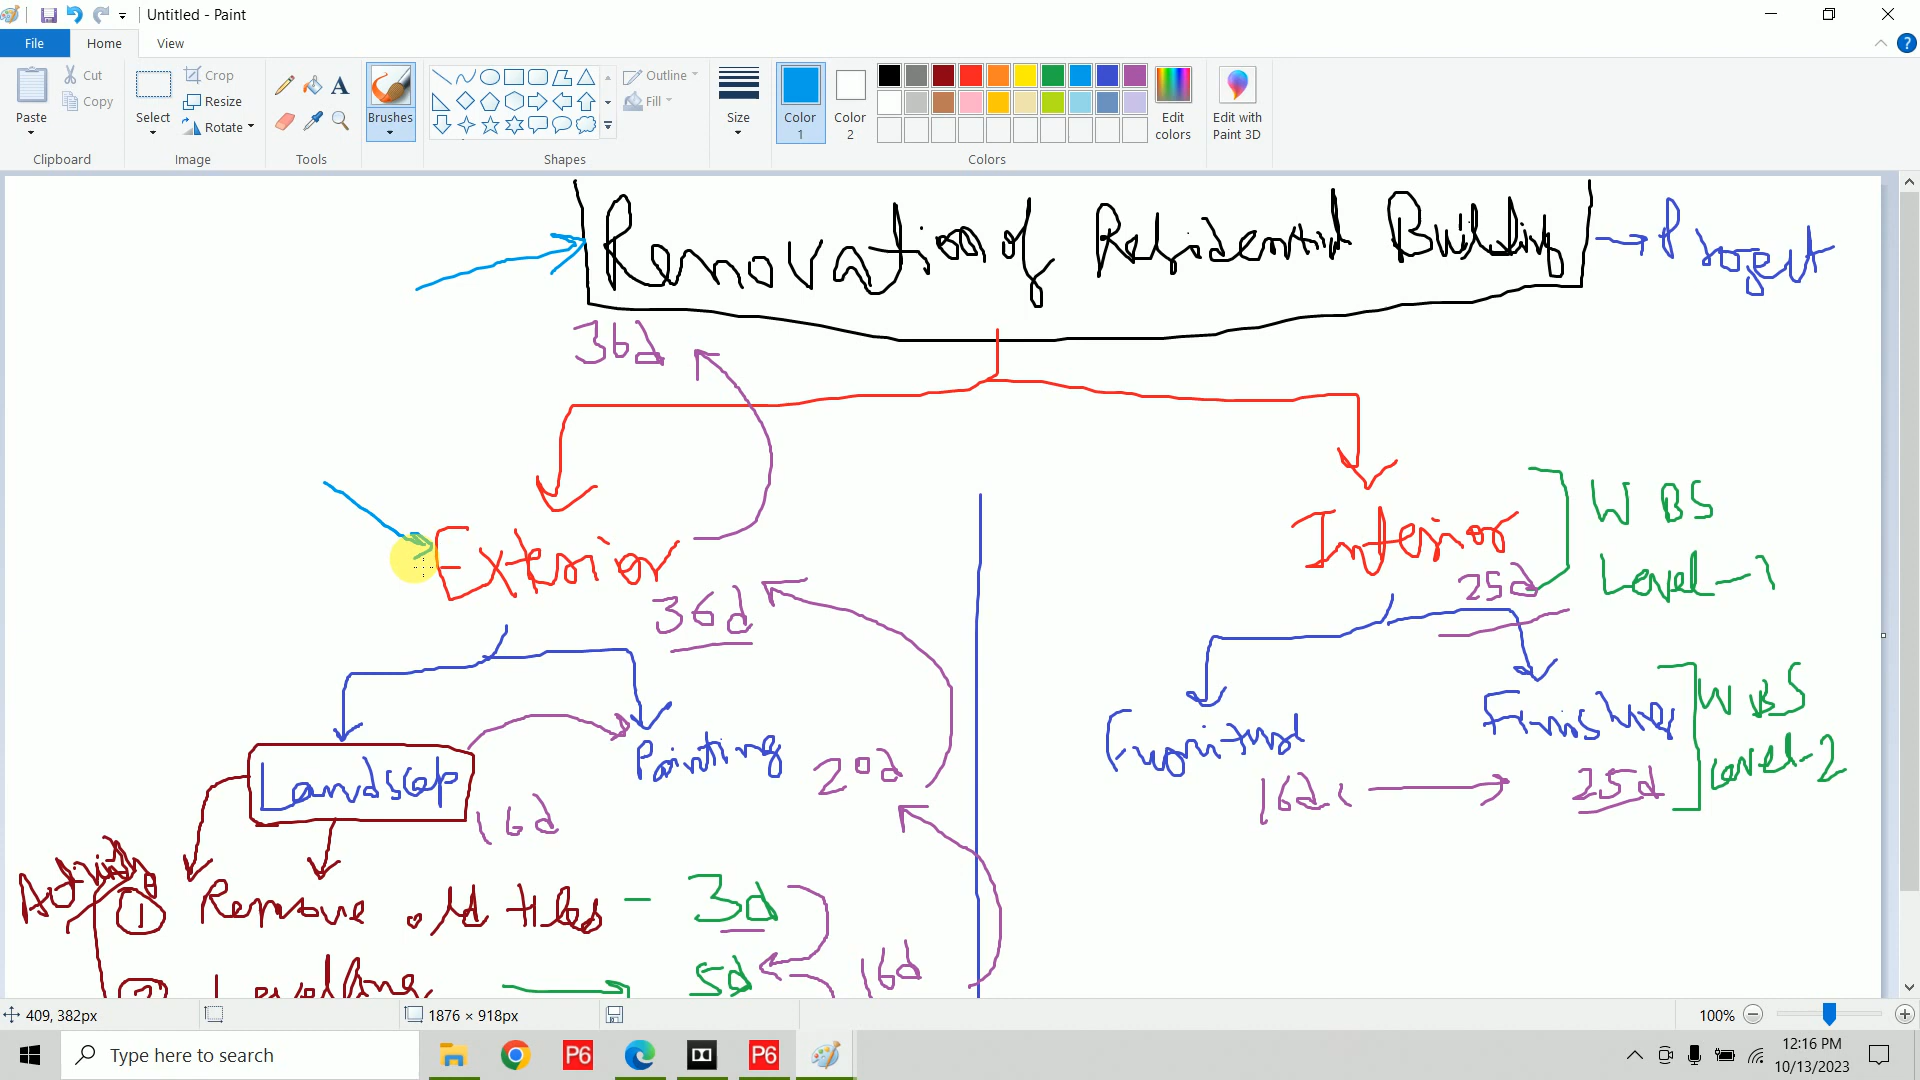 Untitled - Paint
File
Home
View
Paste
Cut
Copy
Clipboard
Select
Crop
Resize
Rotate
Image
Tools
Brushes
Outline
Fill
Shapes
Size
Color 1
Color 2
Edit colors
Edit with Paint 3D
Colors
Renovation of Residential Building
Project
36d
Exterior
Interior
WBS
Level-1
36d
25d
Landscap
Painting
Furniture
Finishes
WBS
Level-2
16d
20d
16d
25d
① Remove old tiles - 3d
5d
16d
409, 382px
1876 × 918px
100%
Type here to search
P6
P6
12:16 PM
10/13/2023